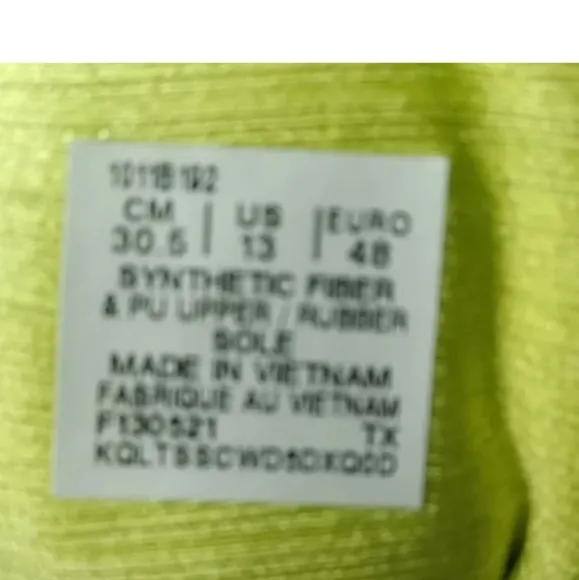 1011B192
CM | US | EURO
30.5 | 13 | 48
SYNTHETIC FIBER
& PU UPPER / RUBBER
SOLE
MADE IN VIETNAM
FABRIQUE AU VIETNAM
F130521 TX